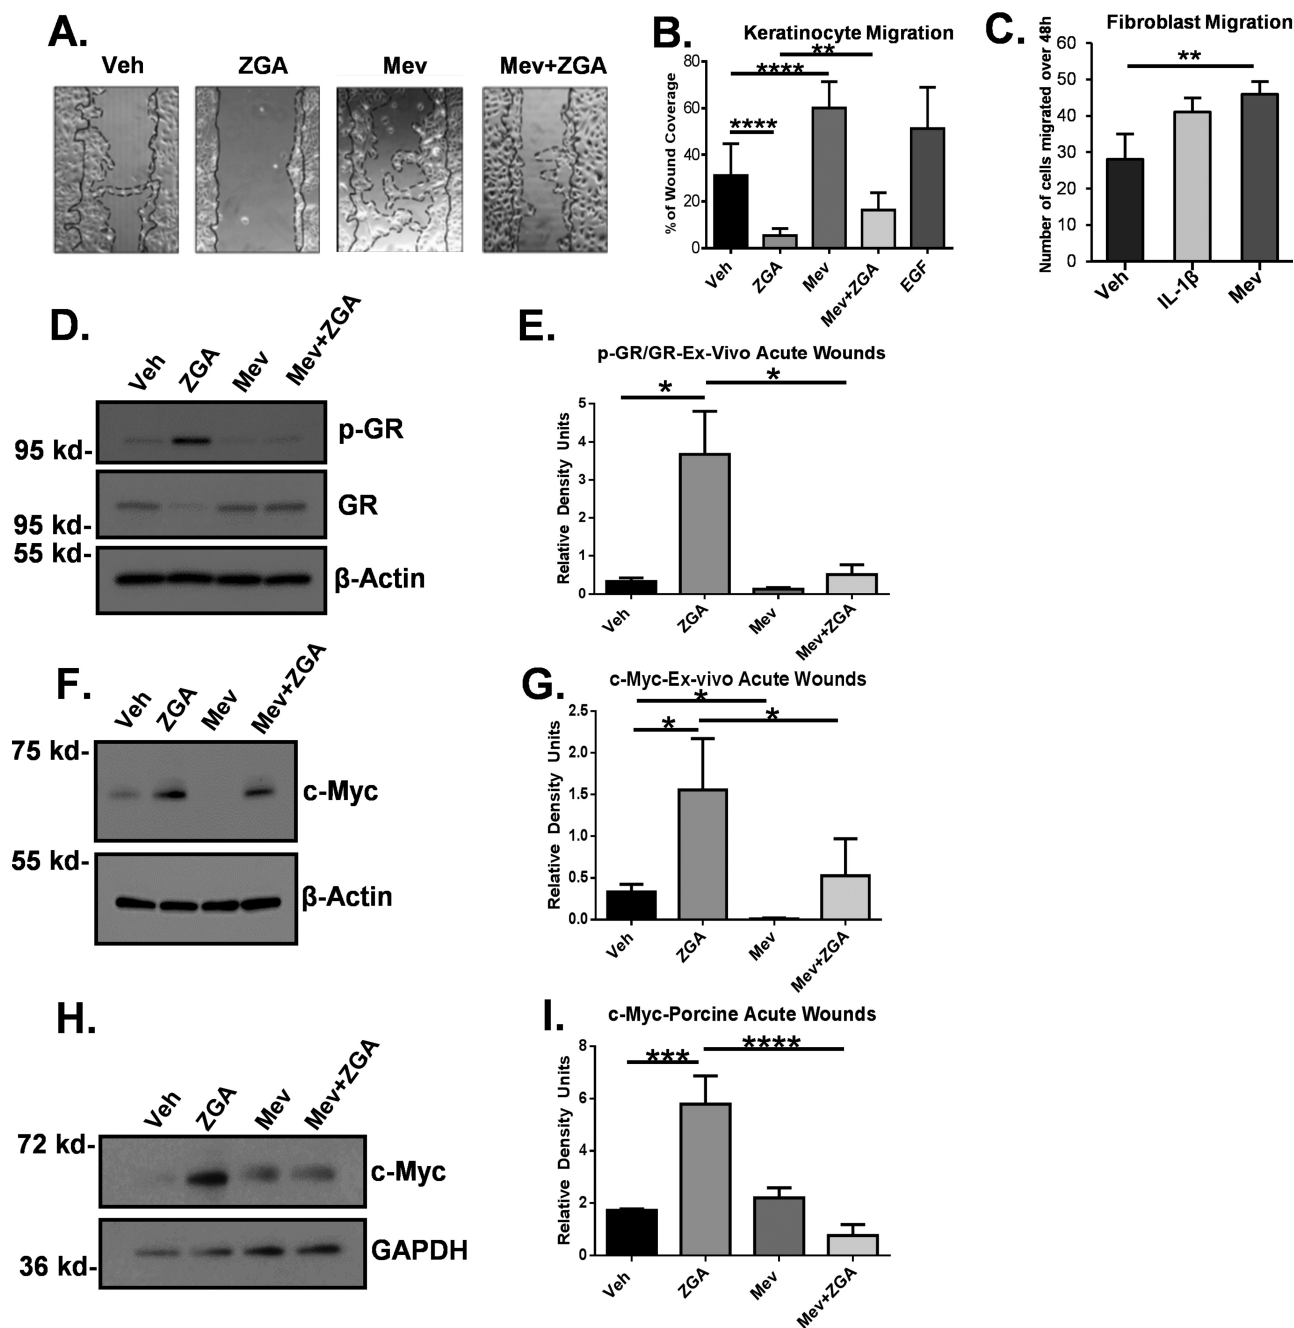 A.
Veh ZGA Mev Mev+ZGA
B.
Keratinocyte Migration
% of Wound Coverage
80
60
40
20
0
**
****
****
Veh ZGA Mev Mev+ZGA EGF
C.
Fibroblast Migration
Number of cells migrated over 48h
60
50
40
30
20
10
0
**
Veh IL-1β Mev
D.
Veh ZGA Mev Mev+ZGA
95 kd- p-GR
95 kd- GR
55 kd- β-Actin
E.
p-GR/GR-Ex-Vivo Acute Wounds
Relative Density Units
5
4
3
2
1
0
* *
Veh ZGA Mev Mev+ZGA
F.
Veh ZGA Mev Mev+ZGA
75 kd-
c-Myc
55 kd-
β-Actin
G.
c-Myc-Ex-vivo Acute Wounds
Relative Density Units
2.5
2.0
1.5
1.0
0.5
0.0
*
* *
Veh ZGA Mev Mev+ZGA
H.
Veh ZGA Mev Mev+ZGA
72 kd-
c-Myc
GAPDH
36 kd-
I.
c-Myc-Porcine Acute Wounds
Relative Density Units
8
6
4
2
0
*** ****
Veh ZGA Mev Mev+ZGA